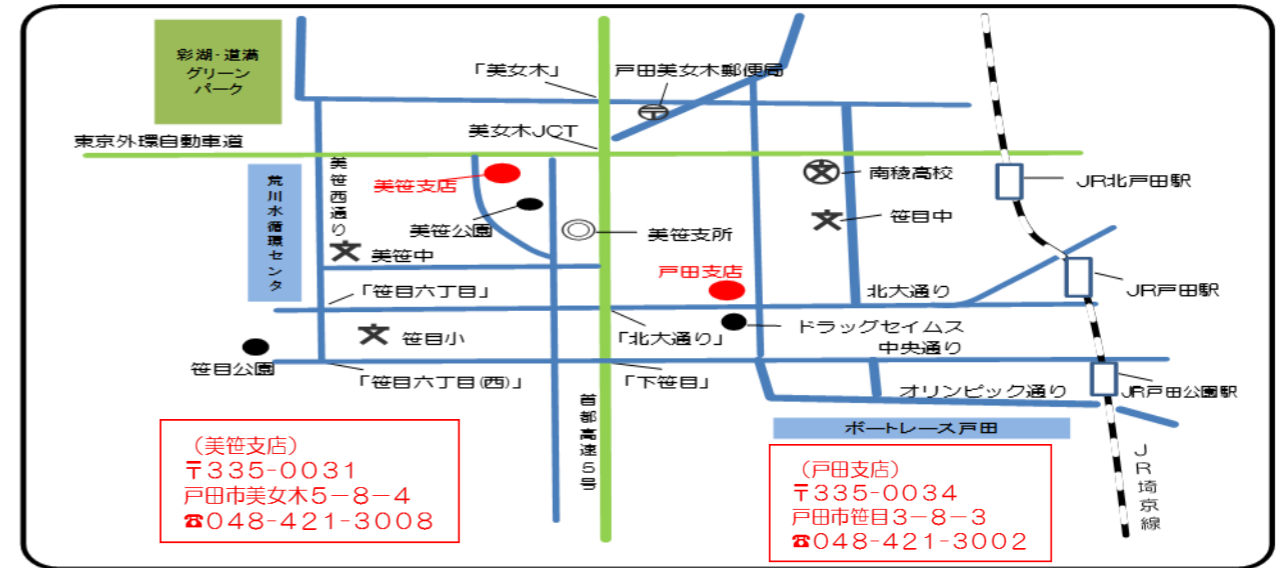 彩湖・道満
グリーン
パーク
「美女木」
戸田美女木郵便局
美女木JCT
東京外環自動車道
美笹西通り
荒川水循環センタ
美笹支店
美笹公園
美笹支所
美笹中
南稜高校
笹目中
JR北戸田駅
戸田支店
「笹目六丁目」
北大通り
JR戸田駅
笹目小
「北大通り」
ドラッグセイムス
中央通り
笹目公園
「笹目六丁目(西)」
「下笹目」
オリンピック通り
JR戸田公園駅
首都高速5号
ボートレース戸田
JR埼京線
（美笹支店）
〒335-0031
戸田市美女木5－8－4
☎048-421-3008
（戸田支店）
〒335-0034
戸田市笹目3－8－3
☎048-421-3002